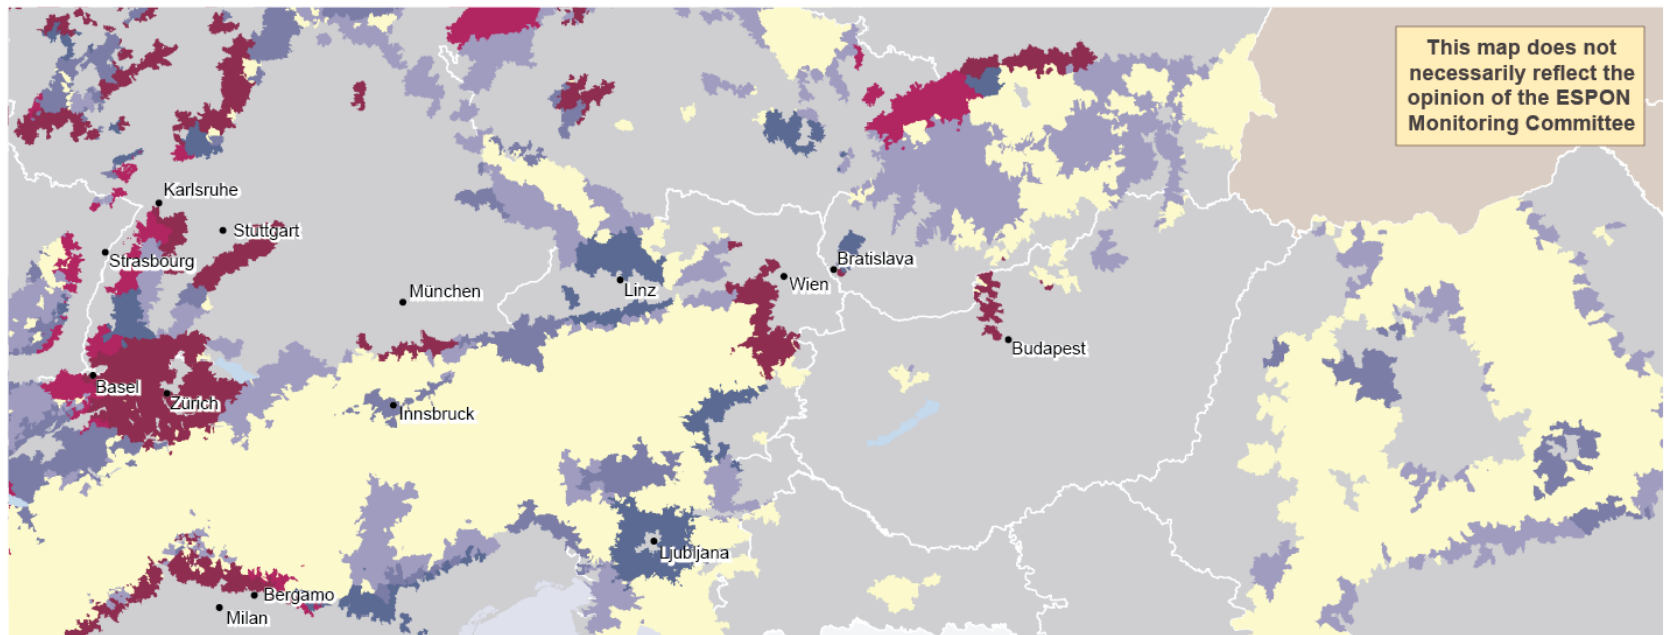 This map does not
necessarily reflect the
opinion of the ESPON
Monitoring Committee
Karlsruhe
Stuttgart
Strasbourg
München
Linz
Wien
Bratislava
Budapest
Basel
Zürich
Innsbruck
Ljubljana
Bergamo
Milan